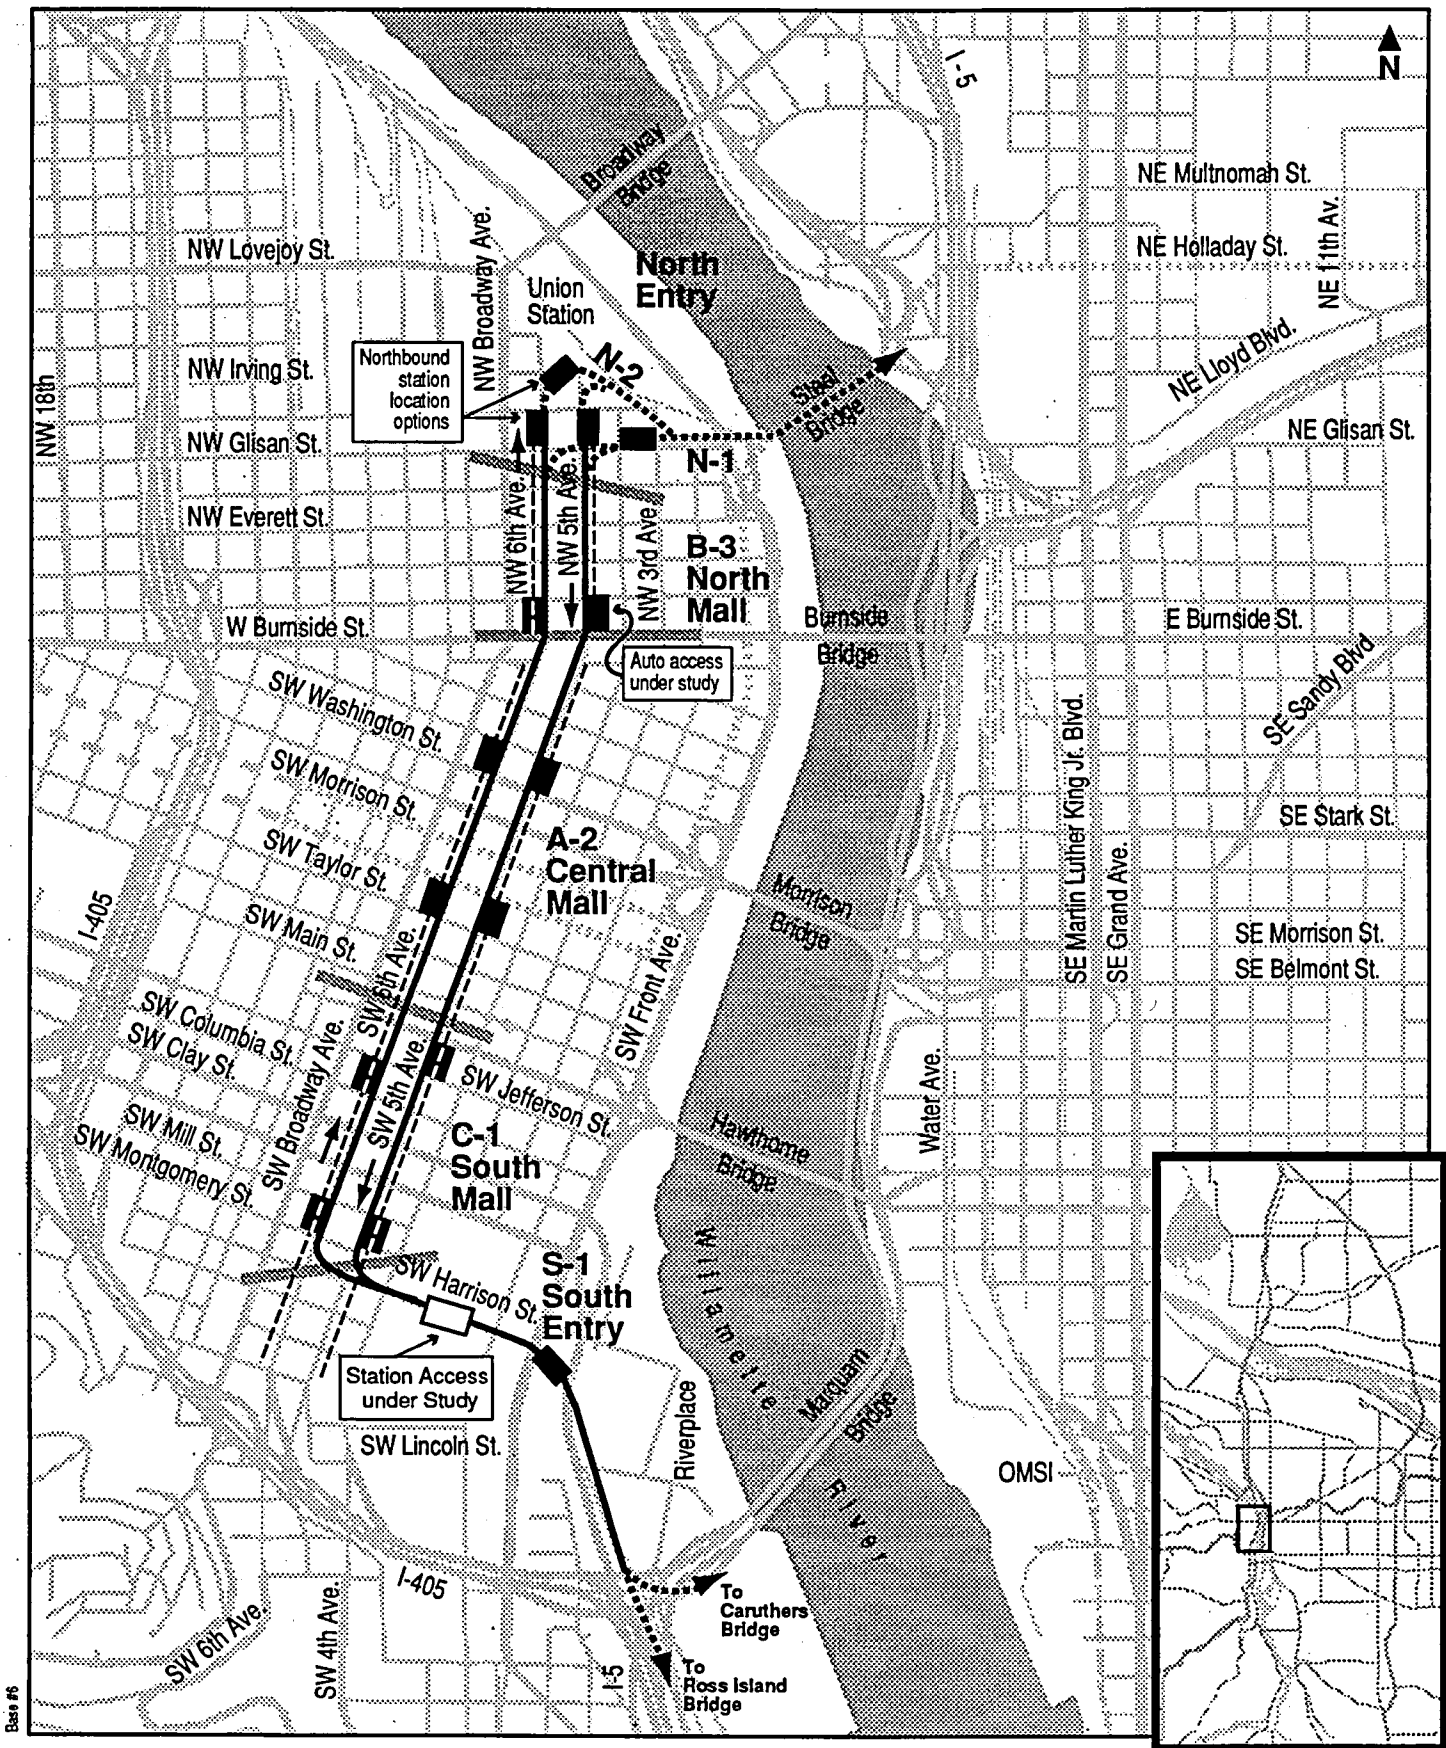 N
I-5
Broadway
Bridge
NE Multnomah St.
NW Lovejoy St.
NW Broadway Ave.
North
Entry
NE Holladay St.
NE 11th Av.
Union
Station
Northbound
station
location
options
N-2
NW Irving St.
Steel
Bridge
NE Lloyd Blvd.
NW 18th
NW Glisan St.
N-1
NE Glisan St.
NW Everett St.
NW 6th Ave.
NW 5th Ave.
NW 3rd Ave.
B-3
North
Mall
W Burnside St.
Burnside
Bridge
E Burnside St.
Auto access
under study
SE Sandy Blvd
SW Washington St.
SW Morrison St.
SE Martin Luther King Jr. Blvd.
SE Grand Ave.
SE Stark St.
SW Taylor St.
A-2
Central
Mall
Morrison
Bridge
I-405
SW Main St.
SW 6th Ave.
SW Front Ave.
SE Morrison St.
SE Belmont St.
SW Columbia St.
SW Clay St.
SW Broadway Ave.
SW 5th Ave.
SW Jefferson St.
Water Ave.
SW Mill St.
SW Montgomery St.
C-1
South
Mall
Hawthorne
Bridge
Willamette
River
SW Harrison St.
S-1
South
Entry
Station Access
under Study
Marquam
Bridge
Riverplace
SW Lincoln St.
OMSI
I-405
To
Caruthers
Bridge
SW 6th Ave.
SW 4th Ave.
I-5
To
Ross Island
Bridge
Base #6